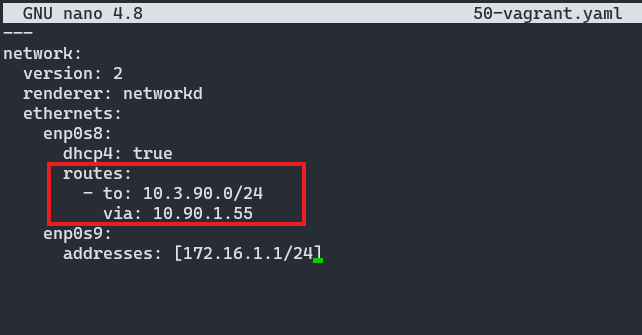 GNU nano 4.8 50-vagrant.yaml
---
network:
  version: 2
  renderer: networkd
  ethernets:
    enp0s8:
      dhcp4: true
      routes:
        - to: 10.3.90.0/24
          via: 10.90.1.55
    enp0s9:
      addresses: [172.16.1.1/24]